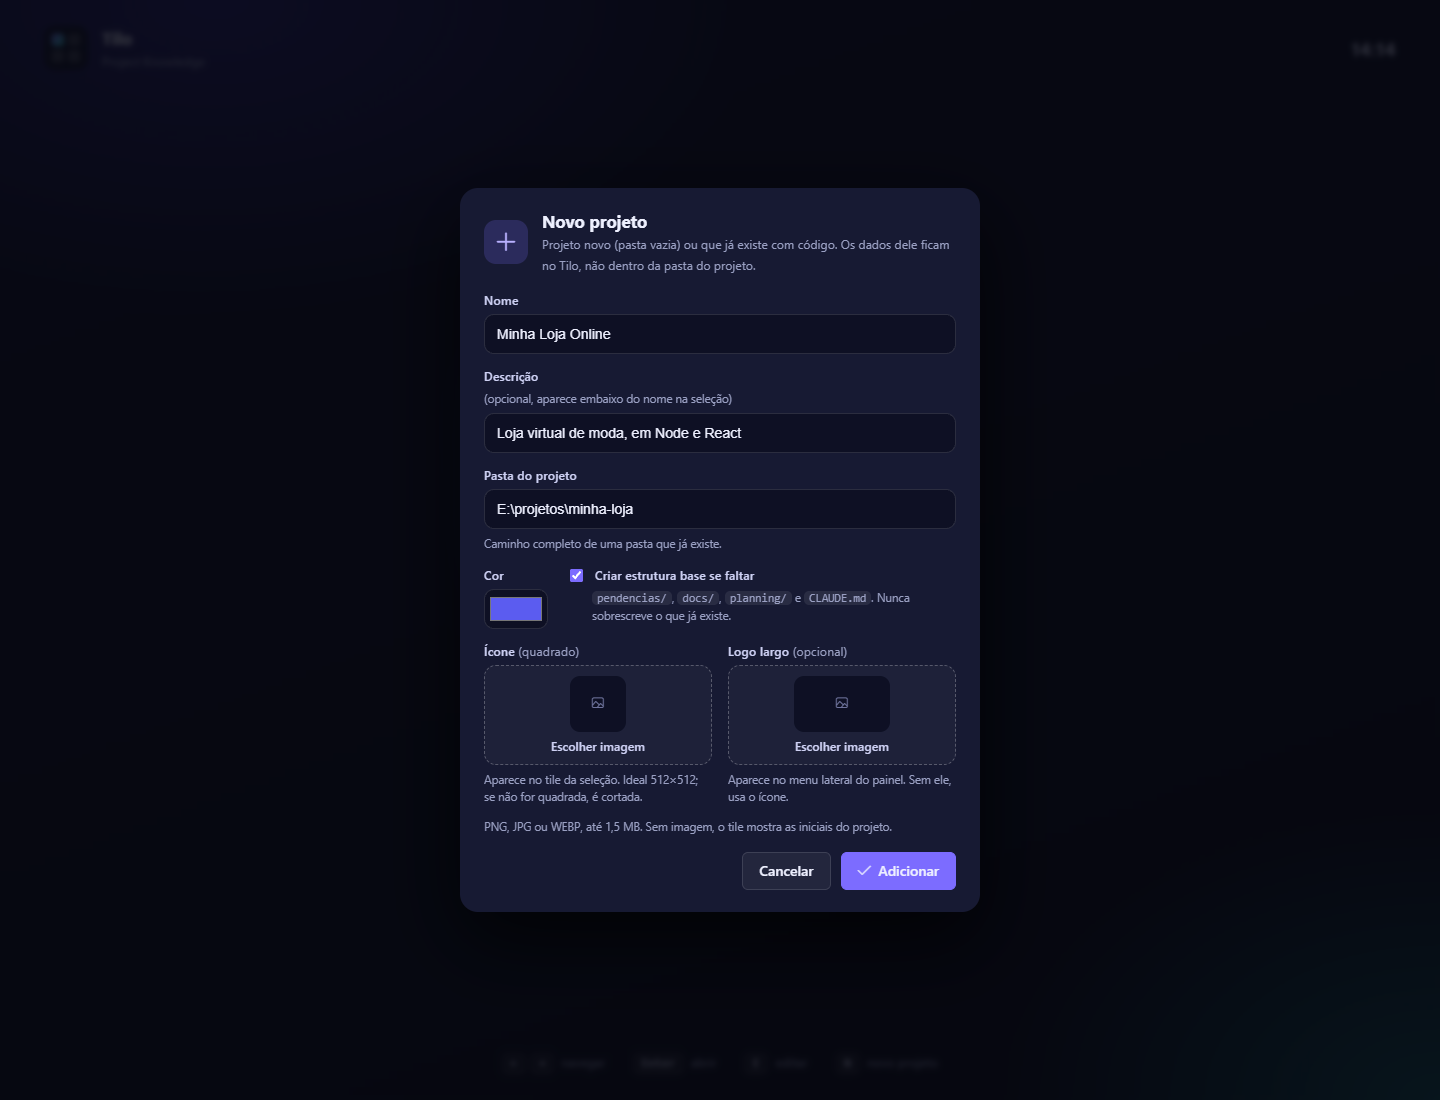 Tilo
14:14
Novo projeto
Projeto novo (pasta vazia) ou que já existe com código. Os dados dele ficam
no Tilo, não dentro da pasta do projeto.
Nome
Minha Loja Online
Descrição
(opcional, aparece embaixo do nome na seleção)
Loja virtual de moda, em Node e React
Pasta do projeto
E:\projetos\minha-loja
Caminho completo de uma pasta que já existe.
Cor
Criar estrutura base se faltar
pendencias/, docs/, planning/ e CLAUDE.md. Nunca
sobrescreve o que já existe.
Ícone (quadrado)
Logo largo (opcional)
Escolher imagem
Escolher imagem
Aparece no tile da seleção. Ideal 512×512;
se não for quadrada, é cortada.
Aparece no menu lateral do painel. Sem ele,
usa o ícone.
PNG, JPG ou WEBP, até 1,5 MB. Sem imagem, o tile mostra as iniciais do projeto.
Cancelar
Adicionar